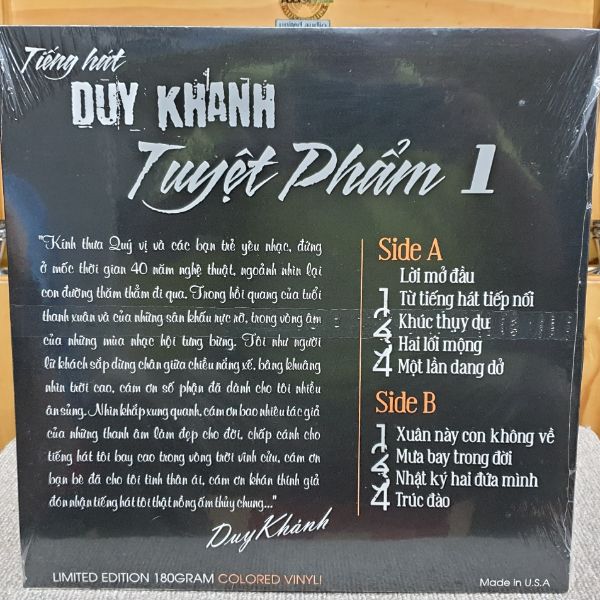 united audio
Tiếng hát
DUY KHANH
Tuyệt Phẩm 1
"Kính thưa Quý vị và các bạn trẻ yêu nhạc, đứng
ở mốc thời gian 40 năm nghệ thuật, ngoảnh nhìn lại
con đường thăm thẳm đi qua. Trong hồi quang của tuổi
thanh xuân và của những sân khấu rực rỡ, trong vòng âm
của những mùa nhạc hội tưng bừng. Tôi như người
lữ khách sắp dừng chân giữa chiều nắng xế, bâng khuâng
nhìn trời cao, cám ơn số phận đã dành cho tôi nhiều
ân sủng. Nhìn khắp xung quanh, cám ơn bao nhiêu tác giả
của những thanh âm làm đẹp cho đời, chấp cánh cho
tiếng hát tôi bay cao trong vòng trời vĩnh cửu, cám ơn
bạn bè đã cho tôi tình thân ái, cám ơn khán thính giả
đón nhận tiếng hát tôi thật nồng ấm thủy chung..."
Duy Khánh
Side A
Lời mở đầu
1 Từ tiếng hát tiếp nối
2 Khúc thụy du
3 Hai lối mộng
4 Một lần dang dở
Side B
1 Xuân này con không về
2 Mưa bay trong đời
3 Nhật ký hai đứa mình
4 Trúc đào
LIMITED EDITION 180GRAM COLORED VINYL!
Made in U.S.A